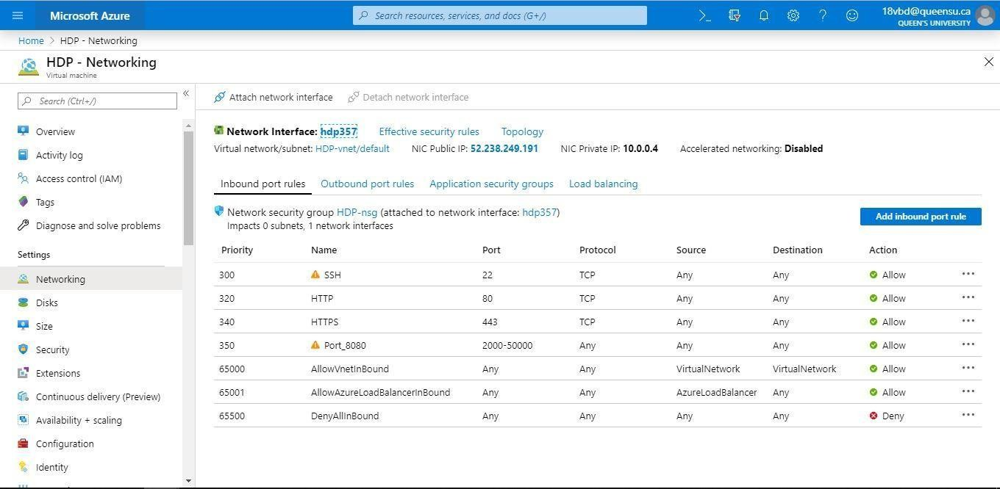 Microsoft Azure
Search resources, services, and docs (G+/)
18vbd@queensu.ca
QUEEN'S UNIVERSITY
Home > HDP - Networking
HDP - Networking
Virtual machine
Search (Ctrl+/)
Overview
Activity log
Access control (IAM)
Tags
Diagnose and solve problems
Settings
Networking
Disks
Size
Security
Extensions
Continuous delivery (Preview)
Availability + scaling
Configuration
Identity
Attach network interface Detach network interface
Network Interface: hdp357 Effective security rules Topology
Virtual network/subnet: HDP-vnet/default NIC Public IP: 52.238.249.191 NIC Private IP: 10.0.0.4 Accelerated networking: Disabled
Inbound port rules Outbound port rules Application security groups Load balancing
Network security group HDP-nsg (attached to network interface: hdp357)
Impacts 0 subnets, 1 network interfaces
Add inbound port rule
Priority Name Port Protocol Source Destination Action
300 SSH 22 TCP Any Any Allow
320 HTTP 80 TCP Any Any Allow
340 HTTPS 443 TCP Any Any Allow
350 Port_8080 2000-50000 Any Any Any Allow
65000 AllowVnetInBound Any Any VirtualNetwork VirtualNetwork Allow
65001 AllowAzureLoadBalancerInBound Any Any AzureLoadBalancer Any Allow
65500 DenyAllInBound Any Any Any Any Deny